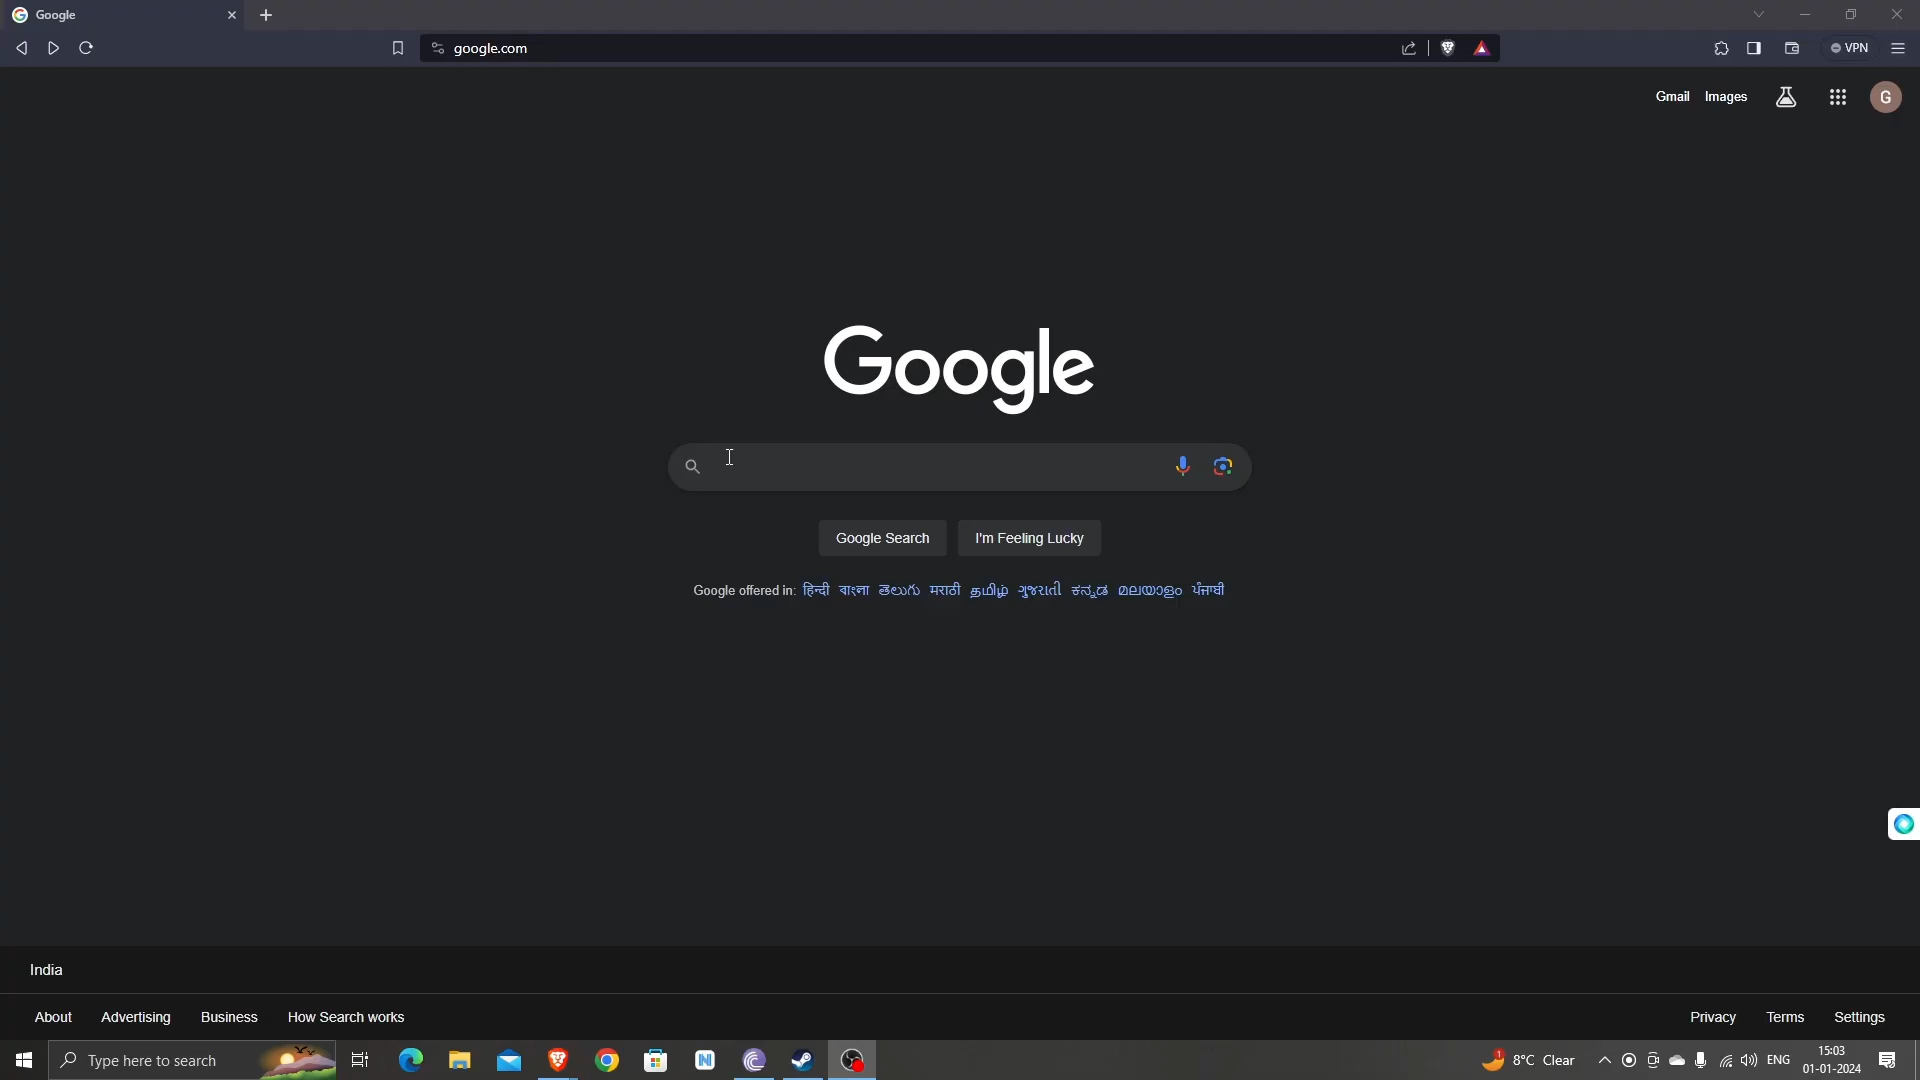 Google
google.com
VPN
Gmail Images
G
Google
Google Search I'm Feeling Lucky
Google offered in: हिन्दी বাংলা తెలుగు मराठी தமிழ் ગુજરાતી ಕನ್ನಡ മലയാളം ਪੰਜਾਬੀ
India
About Advertising Business How Search works
Privacy Terms Settings
Type here to search
1
8°C Clear
ENG
15:03
01-01-2024